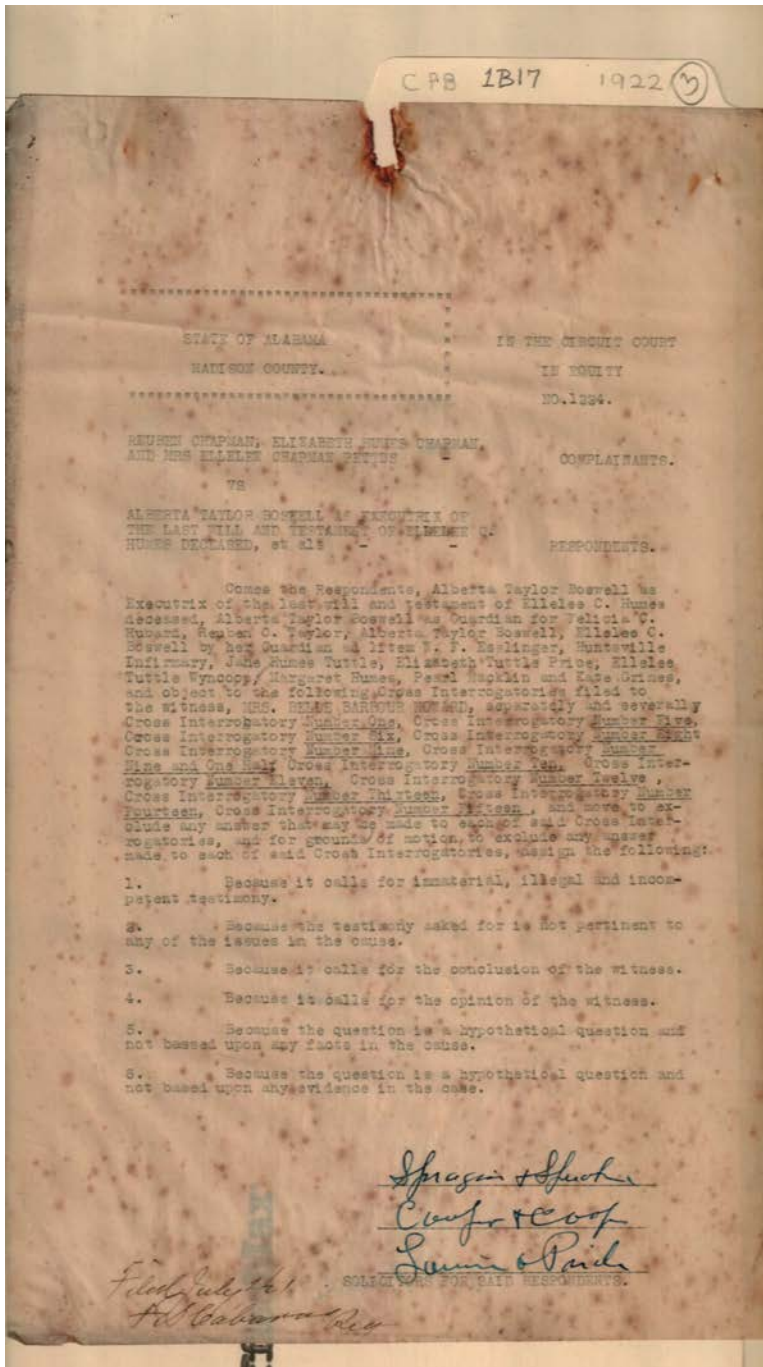 CPB 1B17 1922 3
STATE OF ALABAMA
MADISON COUNTY.
IN THE CIRCUIT COURT
IN EQUITY
NO.1294.
REUBEN CHAPMAN, ELIZABETH HUMES CHAPMAN,
AND MRS ELLELEE CHAPMAN PETTUS -
COMPLAINANTS.
VS
ALBERTA TAYLOR BOSWELL AS EXECUTRIX OF
THE LAST WILL AND TESTAMENT OF ELLELEE C.
HUMES DECEASED, et als - -
RESPONDENTS.
Comes the Respondents, Alberta Taylor Boswell as
Executrix of the last will and testament of Ellelee C. Humes
deceased, Alberta Taylor Boswell as Guardian for Felicia C.
Hubard, Reuben C. Taylor, Alberta Taylor Boswell, Ellelee C.
Boswell by her Guardian ad litem W. F. Esslinger, Huntsville
Infirmary, Jane Humes Tuttle, Elizabeth Tuttle Price, Ellelee
Tuttle Wyncoop, Margaret Humes, Pearl Hacklin and Kate Grimes,
and object to the following Cross Interrogatories filed to
the witness, MRS. BELLE BARBOUR HOWARD, separately and severally
Cross Interrogatory Number One, Cross Interrogatory Number Five,
Cross Interrogatory Number Six, Cross Interrogatory Number Eight
Cross Interrogatory Number Nine, Cross Interrogatory Number
Nine and One Half Cross Interrogatory Number Ten, Cross Inter-
rogatory Number Eleven, Cross Interrogatory Number Twelve ,
Cross Interrogatory Number Thirteen, Cross Interrogatory Number
Fourteen, Cross Interrogatory Number Fifteen , and move to ex-
clude any answer that may be made to each of said Cross Inter-
rogatories, and for grounds of motion to exclude any answer
made to each of said Cross Interrogatories, assign the following:
1. Because it calls for immaterial, illegal and incom-
petent testimony.
2. Because the testimony asked for is not pertinent to
any of the issues in the cause.
3. Because it calls for the conclusion of the witness.
4. Because it calls for the opinion of the witness.
5. Because the question is a hypothetical question and
not bassed upon any facts in the cause.
6. Because the question is a hypothetical question and
not based upon any evidence in the case.
Spragins & Speake
Cooper & Cooper
Lanier & Pride
SOLICITORS FOR SAID RESPONDENTS.
Filed July